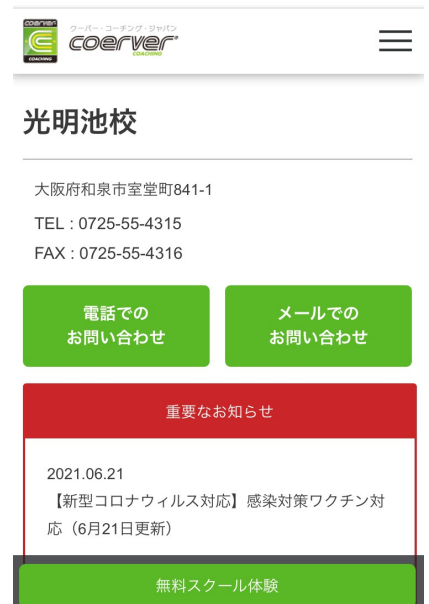 coerver
COACHING
クーパー・コーチング・ジャパン
coerver
COACHING
光明池校
大阪府和泉市室堂町841-1
TEL : 0725-55-4315
FAX : 0725-55-4316
電話での
お問い合わせ
メールでの
お問い合わせ
重要なお知らせ
2021.06.21
【新型コロナウィルス対応】感染対策ワクチン対
応（6月21日更新）
無料スクール体験